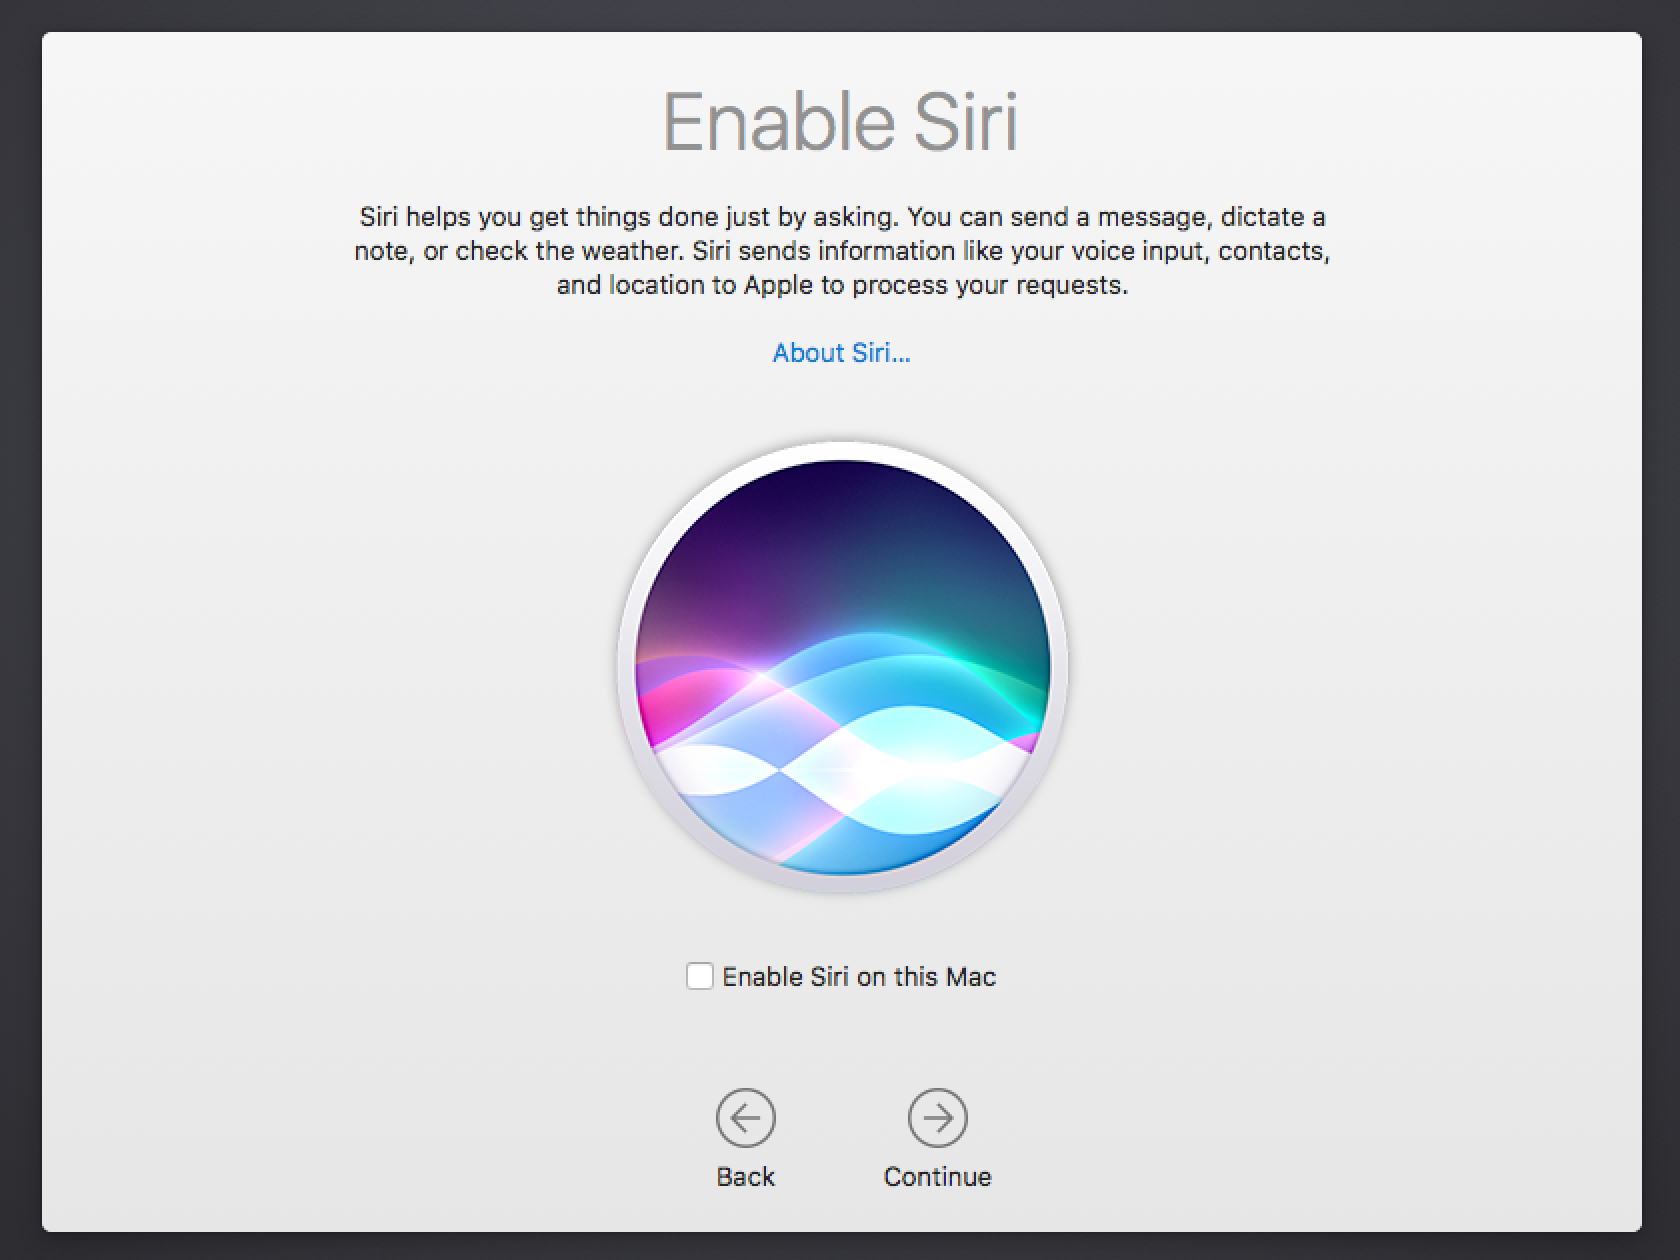 Enable Siri
Siri helps you get things done just by asking. You can send a message, dictate a
note, or check the weather. Siri sends information like your voice input, contacts,
and location to Apple to process your requests.
About Siri...
Enable Siri on this Mac
Back
Continue